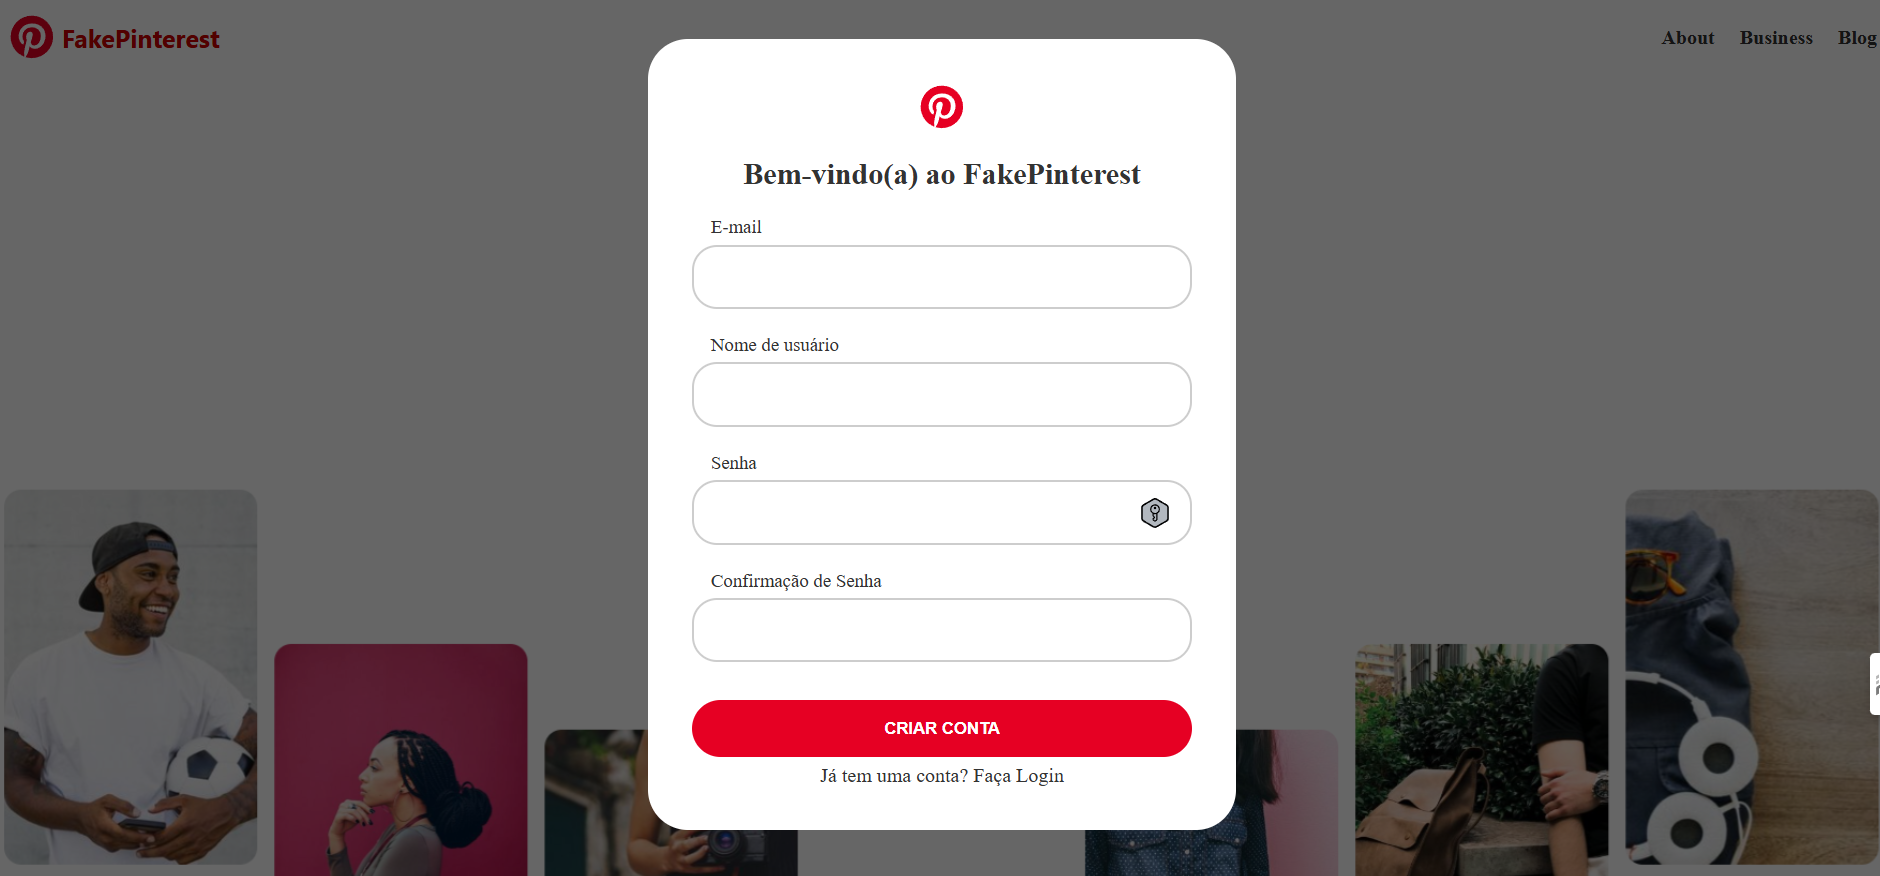 FakePinterest
About Business Blog
Bem-vindo(a) ao FakePinterest
E-mail
Nome de usuário
Senha
Confirmação de Senha
CRIAR CONTA
Já tem uma conta? Faça Login